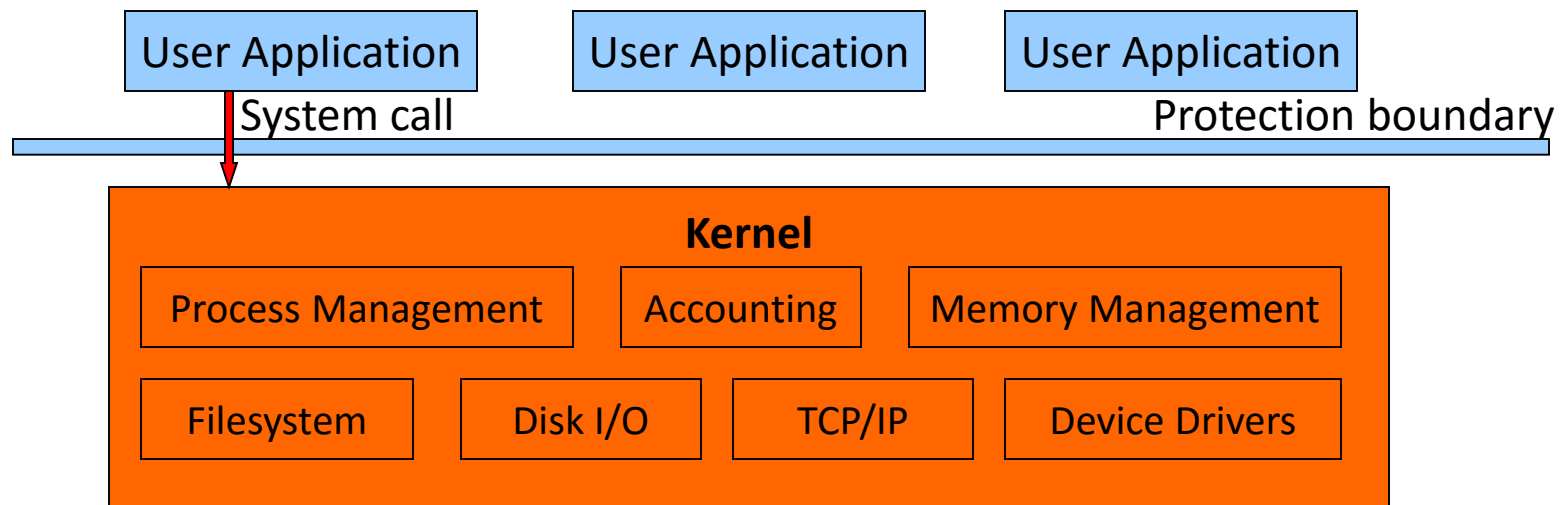 User Application User Application User Application
System call Protection boundary
Kernel
Process Management Accounting Memory Management
Filesystem Disk I/O TCP/IP Device Drivers